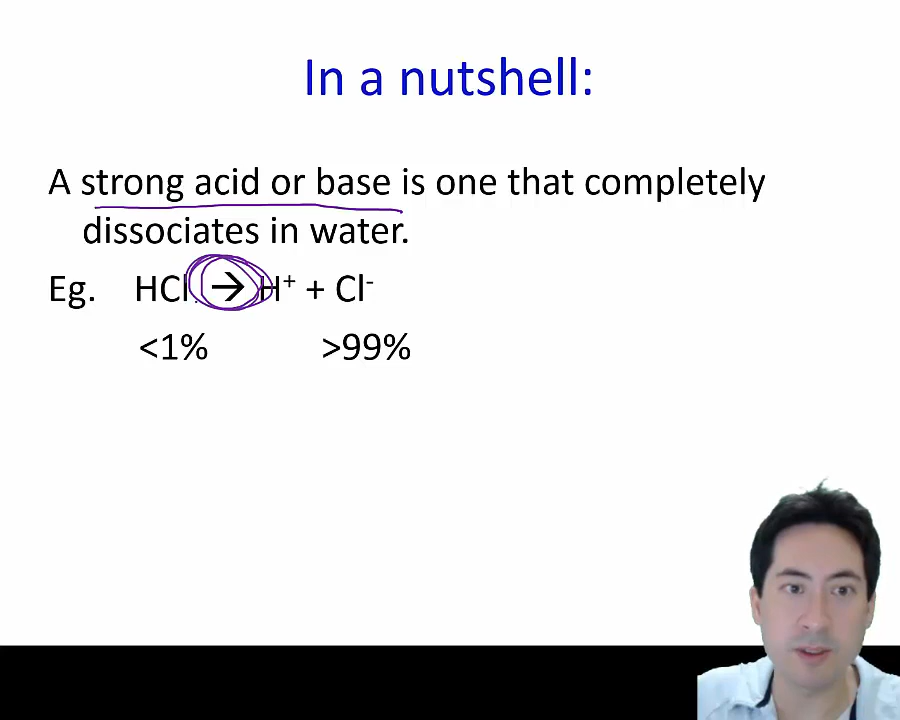 In a nutshell:
A strong acid or base is one that completely
dissociates in water.
Eg. HCl → H⁺ + Cl⁻
<1% >99%